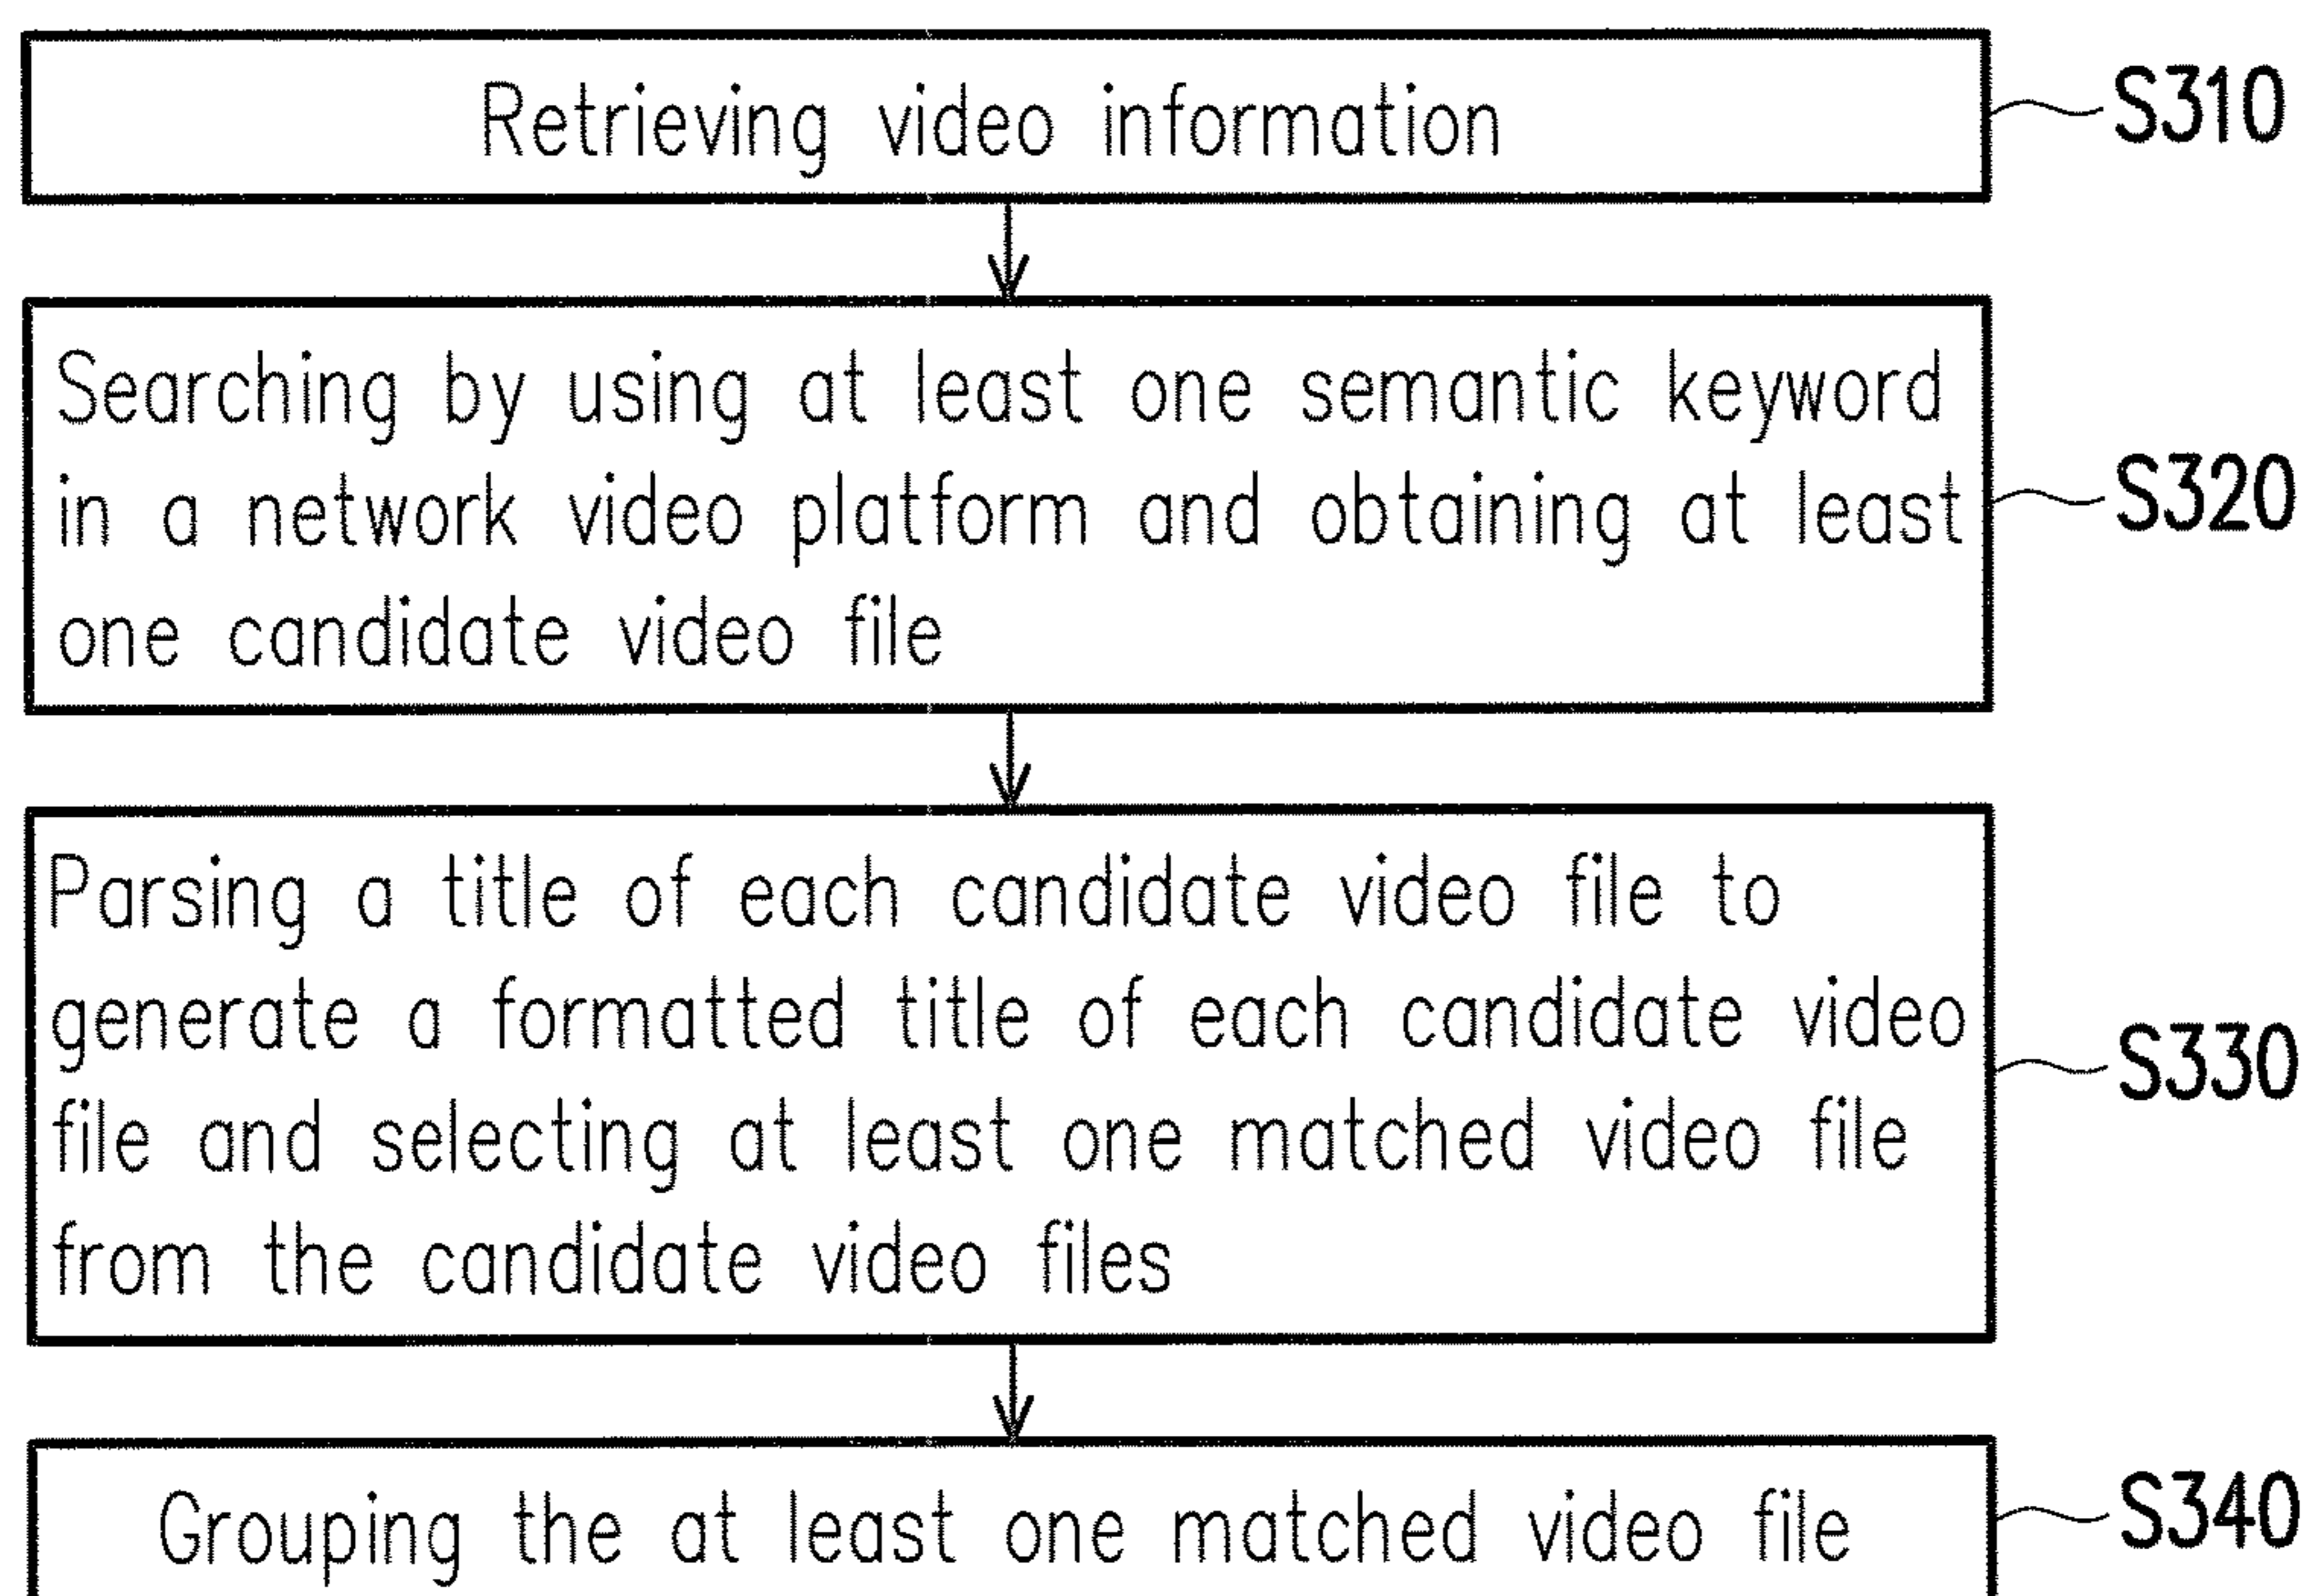 Retrieving video information
S310
Searching by using at least one semantic keyword
in a network video platform and obtaining at least
one candidate video file
S320
Parsing a title of each candidate video file to
generate a formatted title of each candidate video
file and selecting at least one matched video file
from the candidate video files
S330
Grouping the at least one matched video file
S340